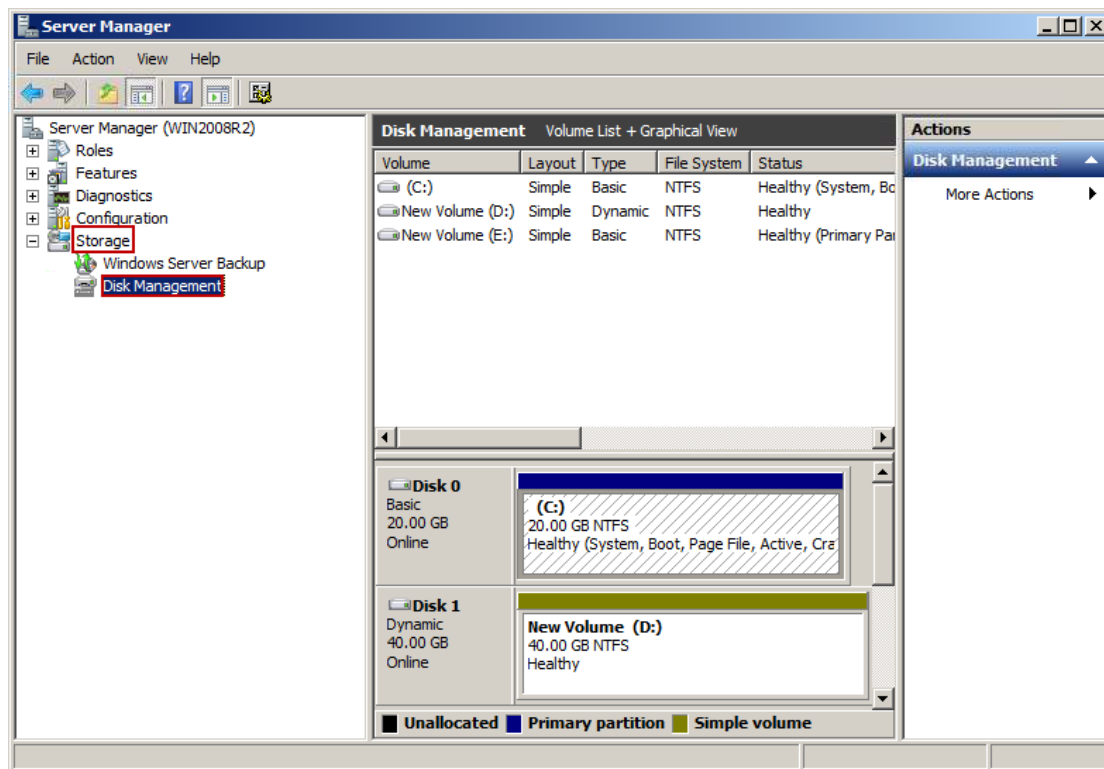 Server Manager
File Action View Help
Server Manager (WIN2008R2)
Roles
Features
Diagnostics
Configuration
Storage
Windows Server Backup
Disk Management
Disk Management Volume List + Graphical View
Volume Layout Type File System Status
(C:) Simple Basic NTFS Healthy (System, Bo
New Volume (D:) Simple Dynamic NTFS Healthy
New Volume (E:) Simple Basic NTFS Healthy (Primary Par
Disk 0
Basic
20.00 GB
Online
(C:)
20.00 GB NTFS
Healthy (System, Boot, Page File, Active, Cra
Disk 1
Dynamic
40.00 GB
Online
New Volume (D:)
40.00 GB NTFS
Healthy
Unallocated Primary partition Simple volume
Actions
Disk Management
More Actions